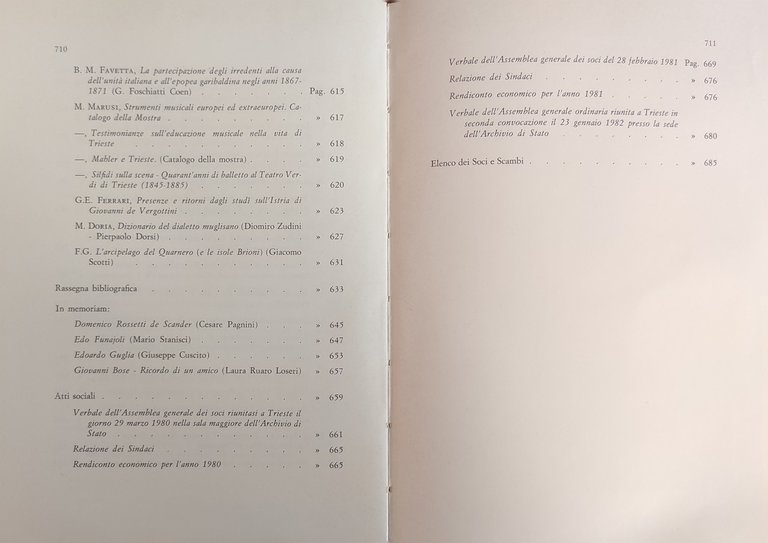 710
B. M. FAVETTA, La partecipazione degli irredenti alla causa
dell'unità italiana e all'epopea garibaldina negli anni 1867-
1871 (G. Foschiatti Coen) . . . . . . . . Pag. 615
M. MARUSI, Strumenti musicali europei ed extraeuropei. Ca-
talogo della Mostra . . . . . . . . . . » 617
—, Testimonianze sull'educazione musicale nella vita di
Trieste . . . . . . . . . . . . » 618
—, Mahler e Trieste. (Catalogo della mostra) . . . . » 619
—, Silfidi sulla scena - Quarant'anni di balletto al Teatro Ver-
di di Trieste (1845-1885) . . . . . . . » 620
G.E. FERRARI, Presenze e ritorni dagli studi sull'Istria di
Giovanni de Vergottini . . . . . . . . » 623
M. DORIA, Dizionario del dialetto muglisano (Diomiro Zudini
- Pierpaolo Dorsi) . . . . . . . . . » 627
F.G. L'arcipelago del Quarnero (e le isole Brioni) (Giacomo
Scotti) . . . . . . . . . . . » 631
Rassegna bibliografica . . . . . . . . . » 633
In memoriam:
Domenico Rossetti de Scander (Cesare Pagnini) . . . » 645
Edo Funajoli (Mario Stanisci) . . . . . . . » 647
Edoardo Guglia (Giuseppe Cuscito) . . . . . . » 653
Giovanni Bose - Ricordo di un amico (Laura Ruaro Loseri) » 657
Atti sociali . . . . . . . . . . . . » 659
Verbale dell'Assemblea generale dei soci riunitasi a Trieste il
giorno 29 marzo 1980 nella sala maggiore dell'Archivio di
Stato . . . . . . . . . . . . » 661
Relazione dei Sindaci . . . . . . . . . » 665
Rendiconto economico per l'anno 1980 . . . . . » 665
711
Verbale dell'Assemblea generale dei soci del 28 febbraio 1981 Pag. 669
Relazione dei Sindaci . . . . . . . . . » 676
Rendiconto economico per l'anno 1981 . . . . . » 676
Verbale dell'Assemblea generale ordinaria riunita a Trieste in
seconda convocazione il 23 gennaio 1982 presso la sede
dell'Archivio di Stato . . . . . . . . » 680
Elenco dei Soci e Scambi . . . . . . . . . » 685